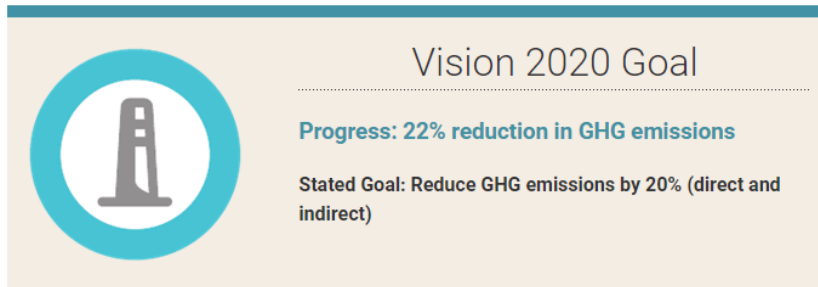 Vision 2020 Goal
Progress: 22% reduction in GHG emissions
Stated Goal: Reduce GHG emissions by 20% (direct and
indirect)